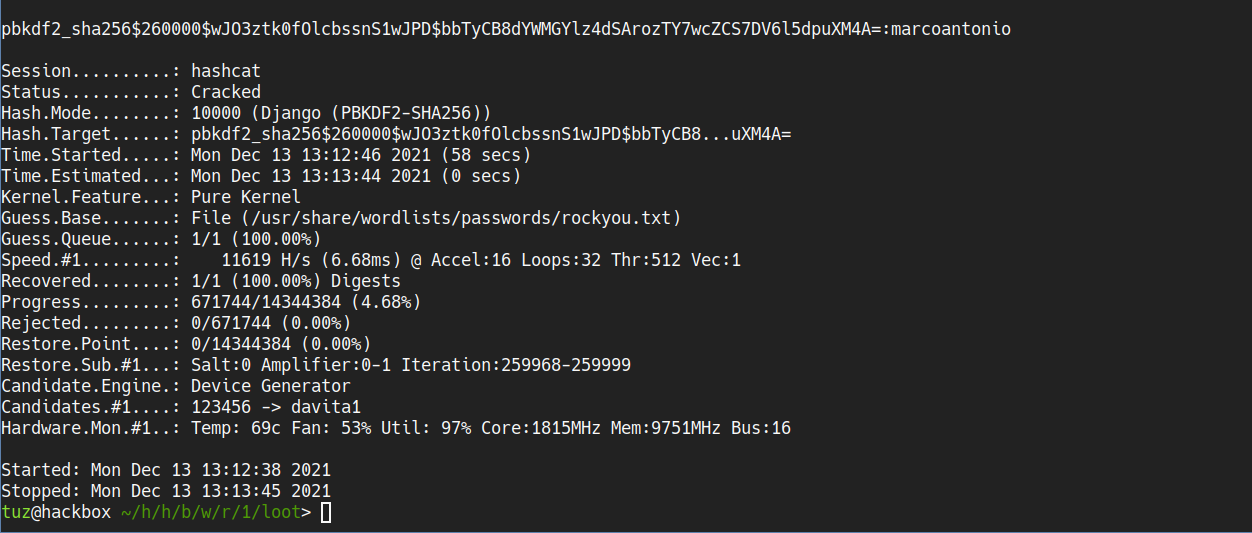 pbkdf2_sha256$260000$wJO3ztk0fOlcbssnS1wJPD$bbTyCB8dYWMGYlz4dSArozTY7wcZCS7DV6l5dpuXM4A=:marcoantonio
Session..........: hashcat
Status...........: Cracked
Hash.Mode........: 10000 (Django (PBKDF2-SHA256))
Hash.Target......: pbkdf2_sha256$260000$wJO3ztk0fOlcbssnS1wJPD$bbTyCB8...uXM4A=
Time.Started.....: Mon Dec 13 13:12:46 2021 (58 secs)
Time.Estimated...: Mon Dec 13 13:13:44 2021 (0 secs)
Kernel.Feature...: Pure Kernel
Guess.Base.......: File (/usr/share/wordlists/passwords/rockyou.txt)
Guess.Queue......: 1/1 (100.00%)
Speed.#1.........:    11619 H/s (6.68ms) @ Accel:16 Loops:32 Thr:512 Vec:1
Recovered........: 1/1 (100.00%) Digests
Progress.........: 671744/14344384 (4.68%)
Rejected.........: 0/671744 (0.00%)
Restore.Point....: 0/14344384 (0.00%)
Restore.Sub.#1...: Salt:0 Amplifier:0-1 Iteration:259968-259999
Candidate.Engine.: Device Generator
Candidates.#1....: 123456 -> davita1
Hardware.Mon.#1..: Temp: 69c Fan: 53% Util: 97% Core:1815MHz Mem:9751MHz Bus:16
Started: Mon Dec 13 13:12:38 2021
Stopped: Mon Dec 13 13:13:45 2021
tuz@hackbox ~/h/h/b/w/r/1/loot>